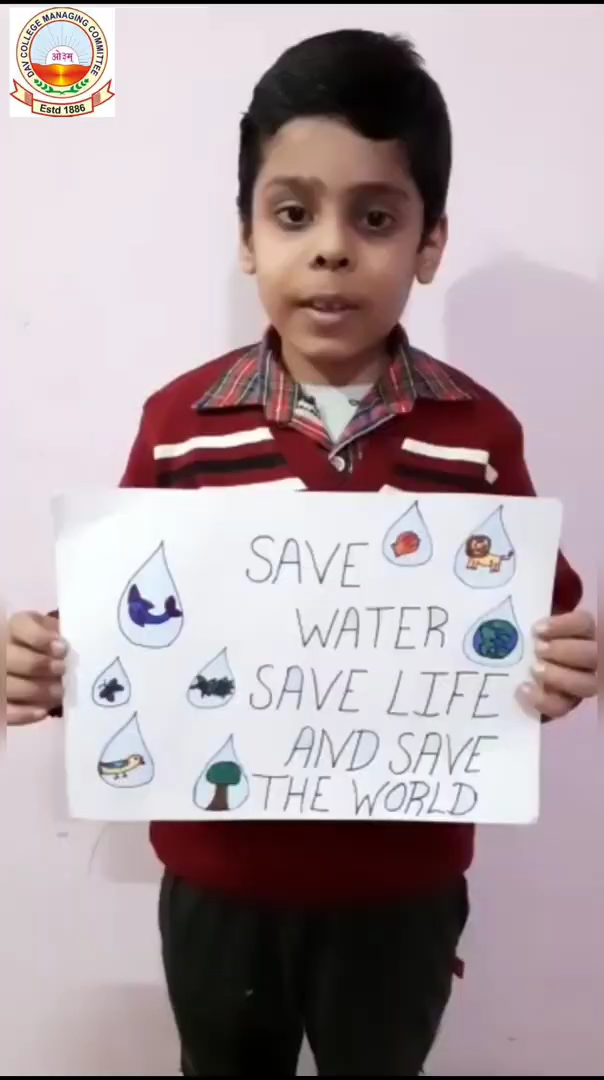 DAV COLLEGE MANAGING COMMITTEE
ओ३म्
Estd 1886
SAVE
WATER
SAVE LIFE
AND SAVE
THE WORLD